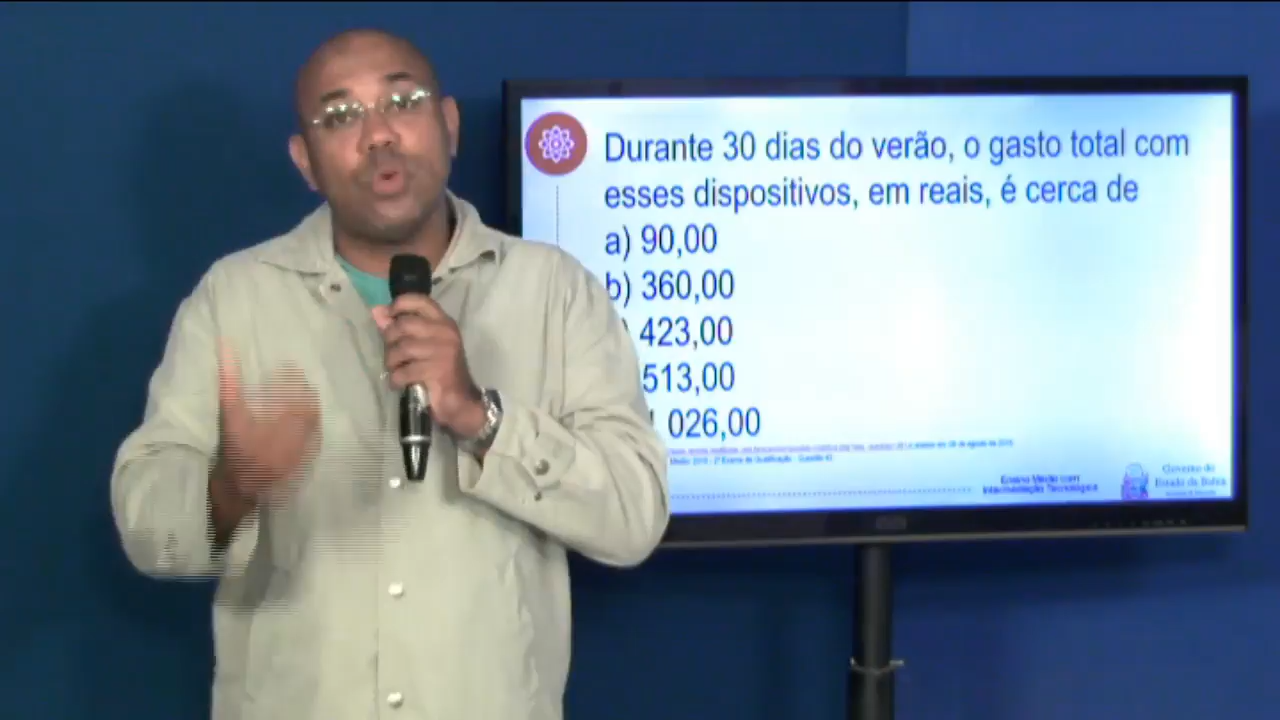 Durante 30 dias do verão, o gasto total com
esses dispositivos, em reais, é cerca de
a) 90,00
b) 360,00
) 423,00
513,00
026,00
Ensino Médio com
Intermediação Tecnológica
Governo do
Estado da Bahia